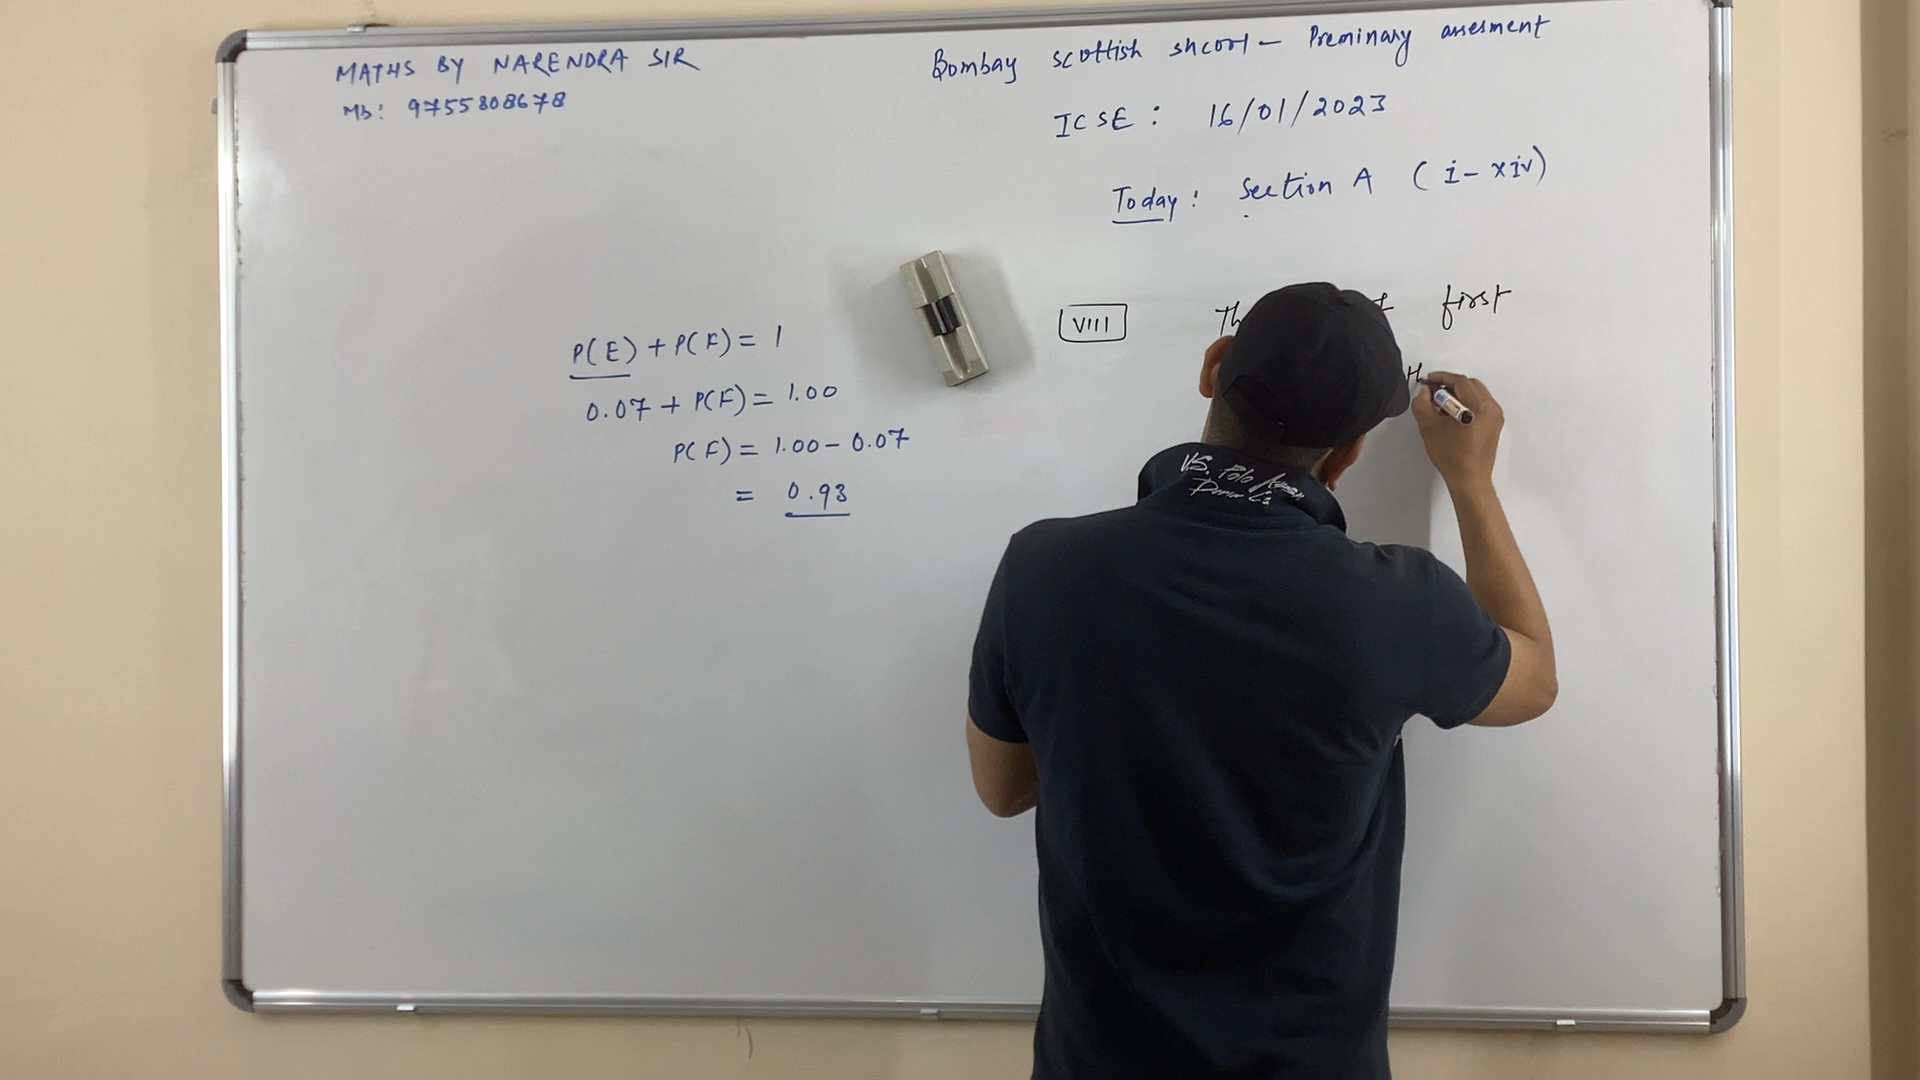 MATHS BY NARENDRA SIR
Mb: 9755808678
Bombay scottish shcool - Preminary assesment
ICSE: 16/01/2023
Today: Section A (i - xiv)
P(E) + P(F) = 1
0.07 + P(F) = 1.00
P(F) = 1.00 - 0.07
= 0.93
VIII
first